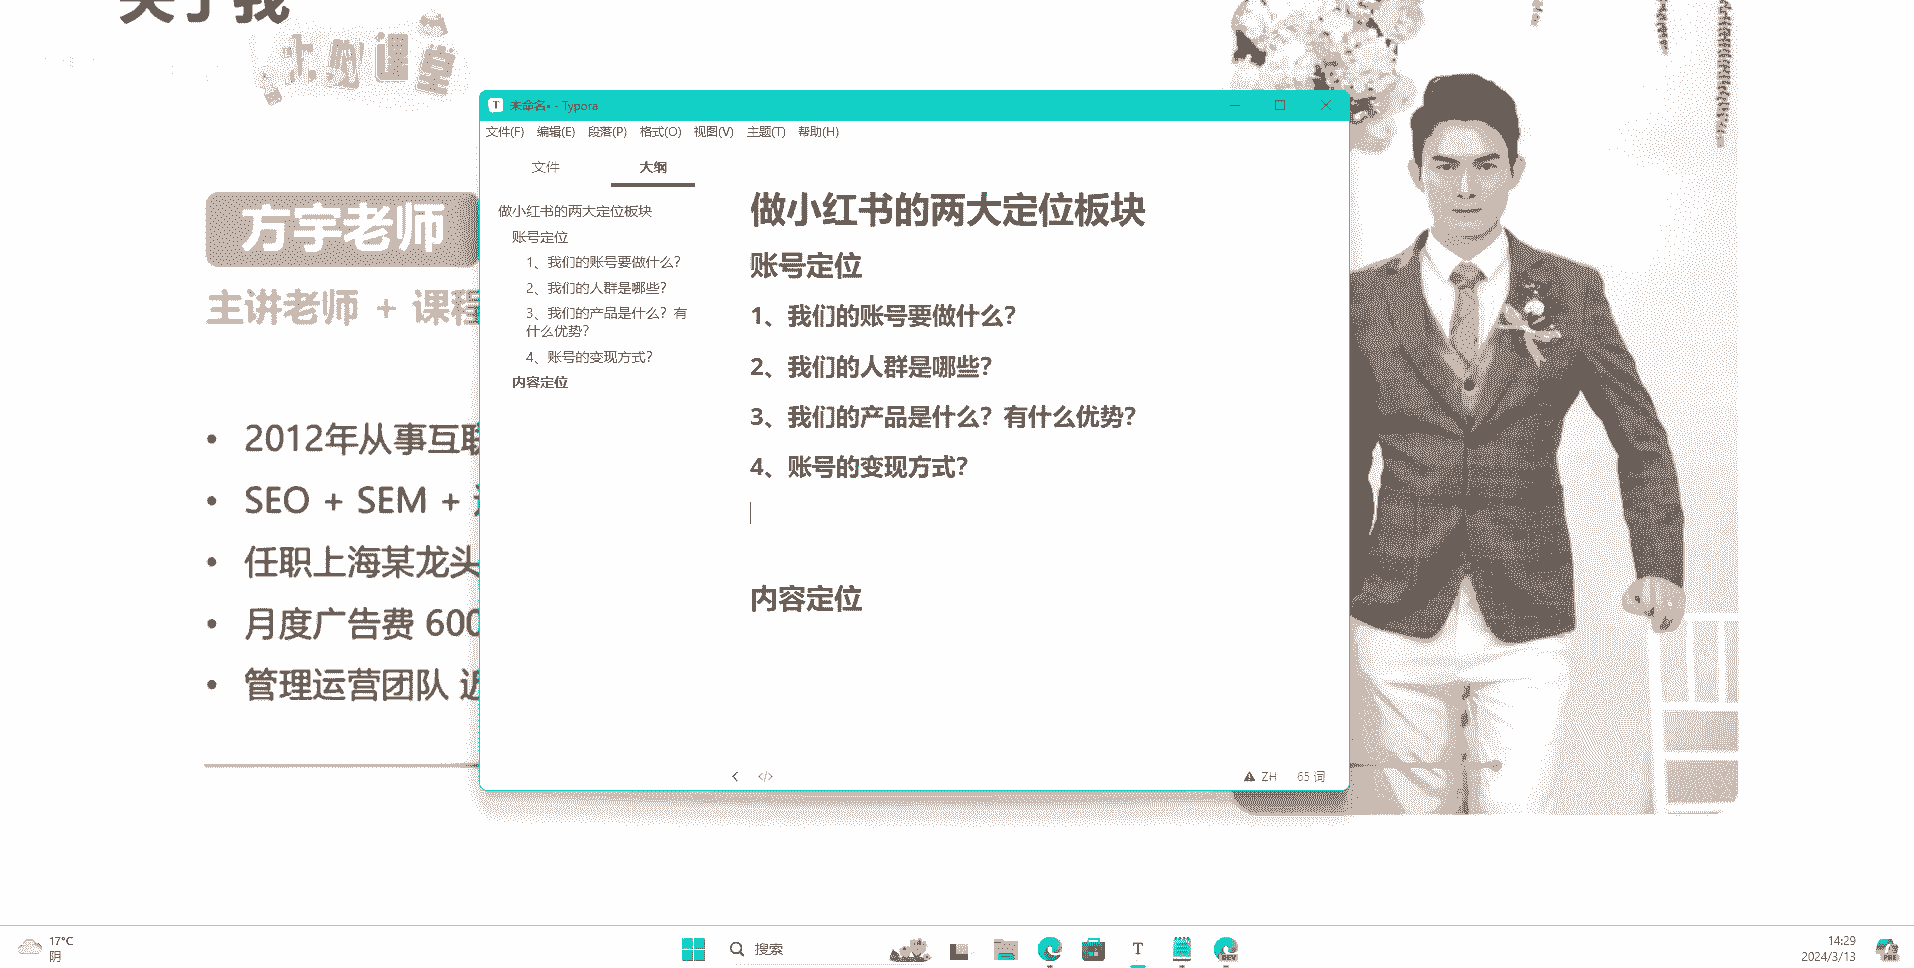 关于我
木鸥课堂
方宇老师
主讲老师 + 课程
• 2012年从事互联
• SEO + SEM +
• 任职上海某龙头
• 月度广告费 600
• 管理运营团队 近
未命名• - Typora
文件(F) 编辑(E) 段落(P) 格式(O) 视图(V) 主题(T) 帮助(H)
文件 大纲
做小红书的两大定位板块
账号定位
1、我们的账号要做什么？
2、我们的人群是哪些？
3、我们的产品是什么？有
什么优势？
4、账号的变现方式？
内容定位
做小红书的两大定位板块
账号定位
1、我们的账号要做什么？
2、我们的人群是哪些？
3、我们的产品是什么？有什么优势？
4、账号的变现方式？
内容定位
ZH 65 词
17°C
阴
搜索
T
DEV
14:29
2024/3/13
PRE